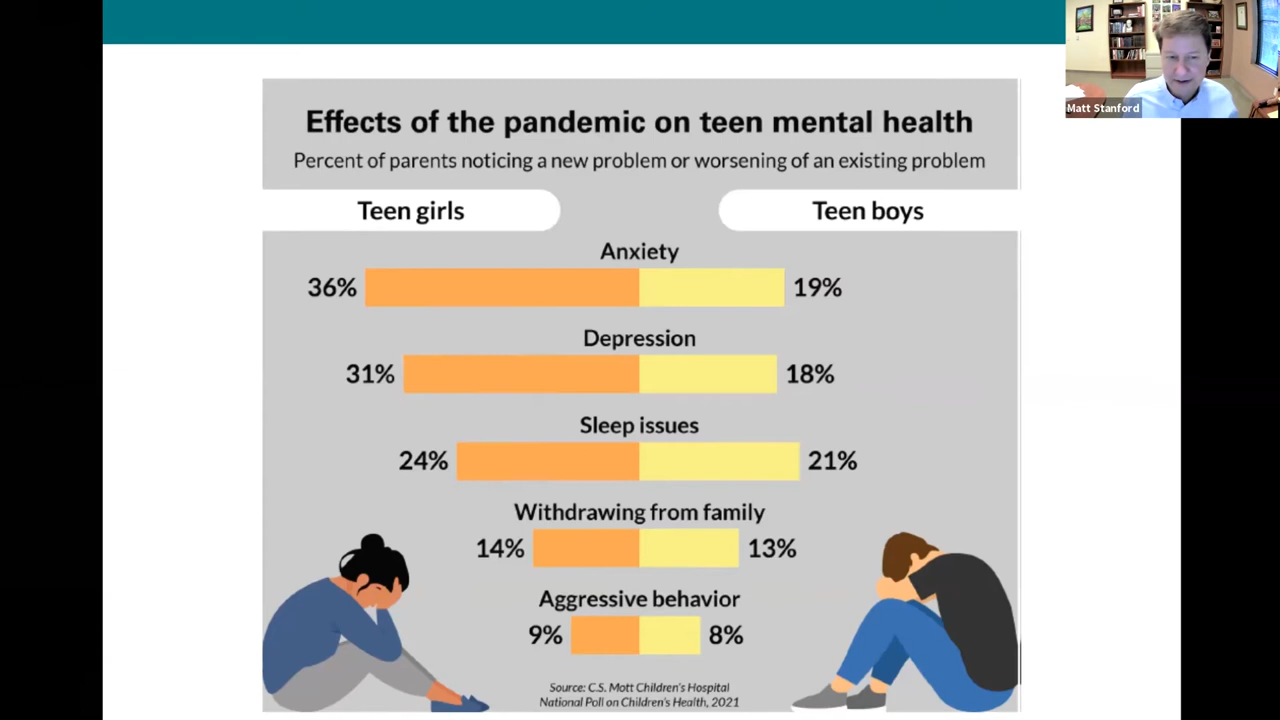 Matt Stanford
Effects of the pandemic on teen mental health
Percent of parents noticing a new problem or worsening of an existing problem
Teen girls
Teen boys
Anxiety
36%
19%
Depression
31%
18%
Sleep issues
24%
21%
Withdrawing from family
14%
13%
Aggressive behavior
9%
8%
Source: C.S. Mott Children's Hospital
National Poll on Children's Health, 2021